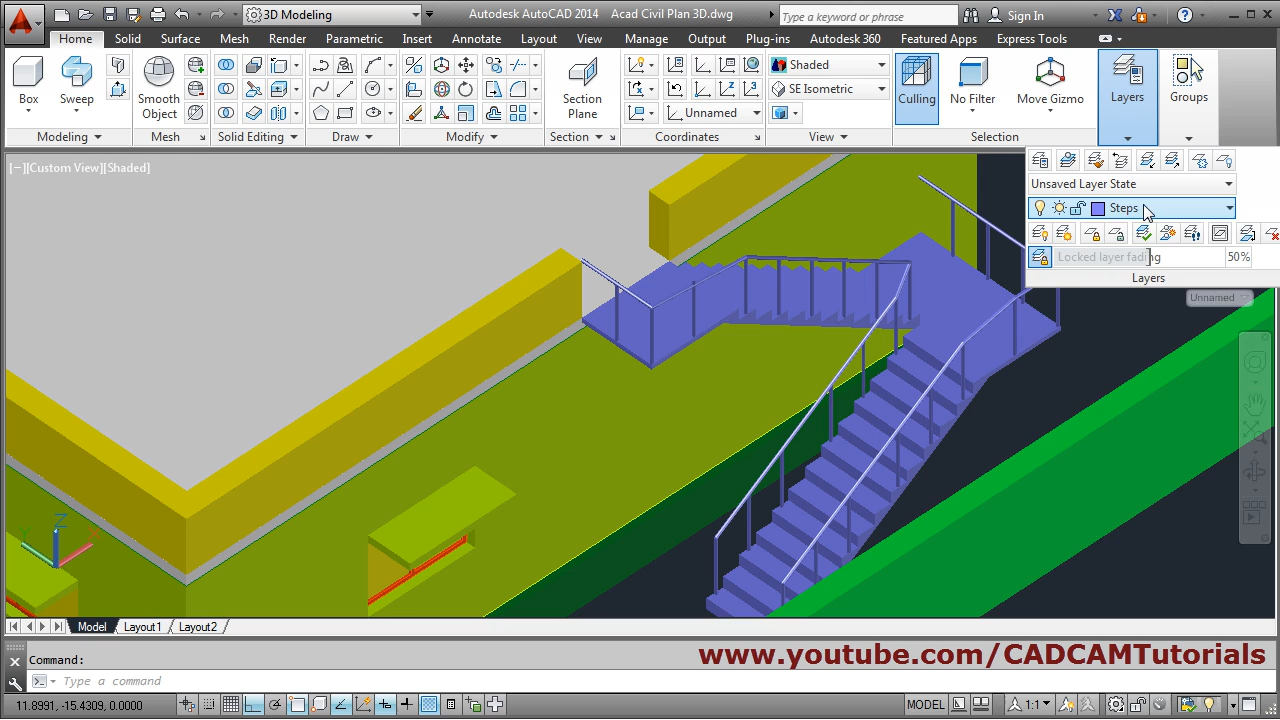 3D Modeling
Autodesk AutoCAD 2014 Acad Civil Plan 3D.dwg
Type a keyword or phrase
Sign In
Home Solid Surface Mesh Render Parametric Insert Annotate Layout View Manage Output Plug-ins Autodesk 360 Featured Apps Express Tools
Box
Sweep
Smooth
Object
Section
Plane
Unnamed
Shaded
SE Isometric
Culling
No Filter
Move Gizmo
Layers
Groups
Modeling
Mesh
Solid Editing
Draw
Modify
Section
Coordinates
View
Selection
[−][Custom View][Shaded]
Unsaved Layer State
Steps
Locked layer fading 50%
Layers
Unnamed
Z
X
Y
Model Layout1 Layout2
Command:
Type a command
www.youtube.com/CADCAMTutorials
11.8991, -15.4309, 0.0000
MODEL
1:1